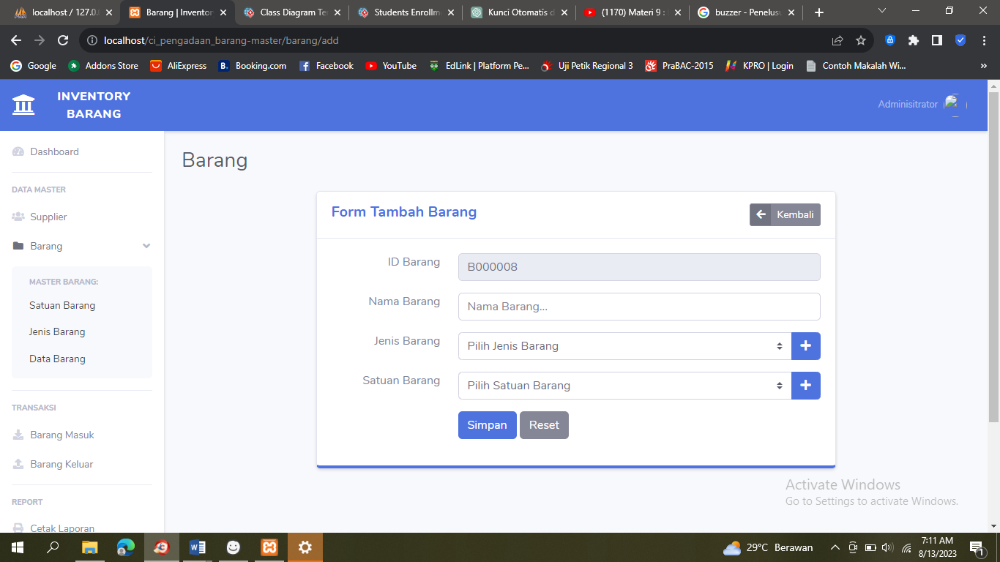 localhost / 127.0.
Barang | Inventor
Class Diagram Te
Students Enrollm
Kunci Otomatis d
(1170) Materi 9 :
buzzer - Penelusu
localhost/ci_pengadaan_barang-master/barang/add
Google
Addons Store
AliExpress
Booking.com
Facebook
YouTube
EdLink | Platform Pe...
Uji Petik Regional 3
PraBAC-2015
KPRO | Login
Contoh Makalah Wi...
»
INVENTORY
BARANG
Adminisitrator
Dashboard
DATA MASTER
Supplier
Barang
MASTER BARANG:
Satuan Barang
Jenis Barang
Data Barang
TRANSAKSI
Barang Masuk
Barang Keluar
REPORT
Cetak Laporan
Barang
Form Tambah Barang
Kembali
ID Barang
B000008
Nama Barang
Nama Barang...
Jenis Barang
Pilih Jenis Barang
Satuan Barang
Pilih Satuan Barang
Simpan
Reset
Activate Windows
Go to Settings to activate Windows.
29°C Berawan
7:11 AM
8/13/2023
1